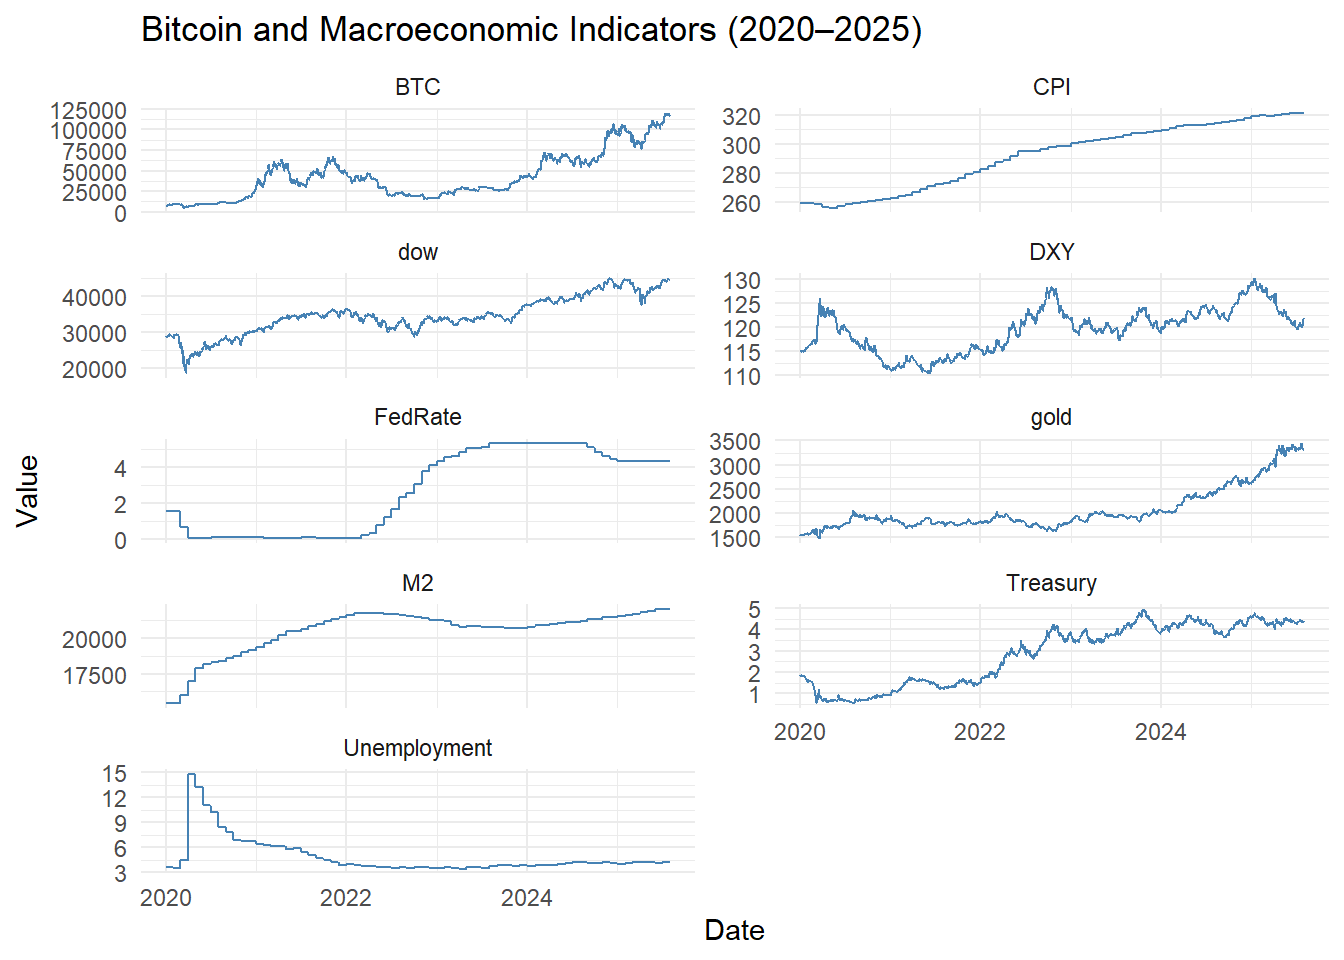 Bitcoin and Macroeconomic Indicators (2020–2025)
BTC
125000
100000
75000
50000
25000
0
CPI
320
300
280
260
dow
40000
30000
20000
DXY
130
125
120
115
110
FedRate
4
2
0
gold
3500
3000
2500
2000
1500
M2
20000
17500
Treasury
5
4
3
2
1
2020 2022 2024
Unemployment
15
12
9
6
3
2020 2022 2024
Value
Date